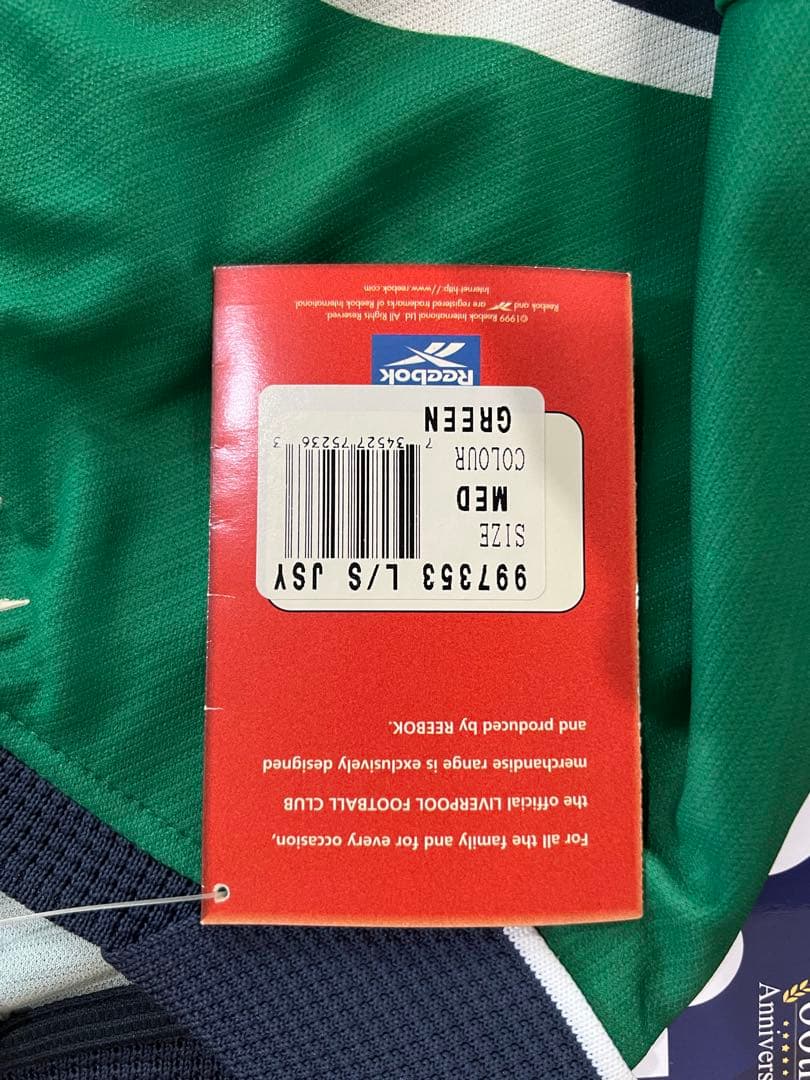 For all the family and for every occasion,
the official LIVERPOOL FOOTBALL CLUB
merchandise range is exclusively designed
and produced by REEBOK.
997353 L/S JSY
SIZE
MED
COLOUR
GREEN
7 34527 75236 3
Reebok
©1999 Reebok International Ltd. All Rights Reserved.
Reebok and are registered trademarks of Reebok International.
Internet-http://www.reebok.com
Annivers